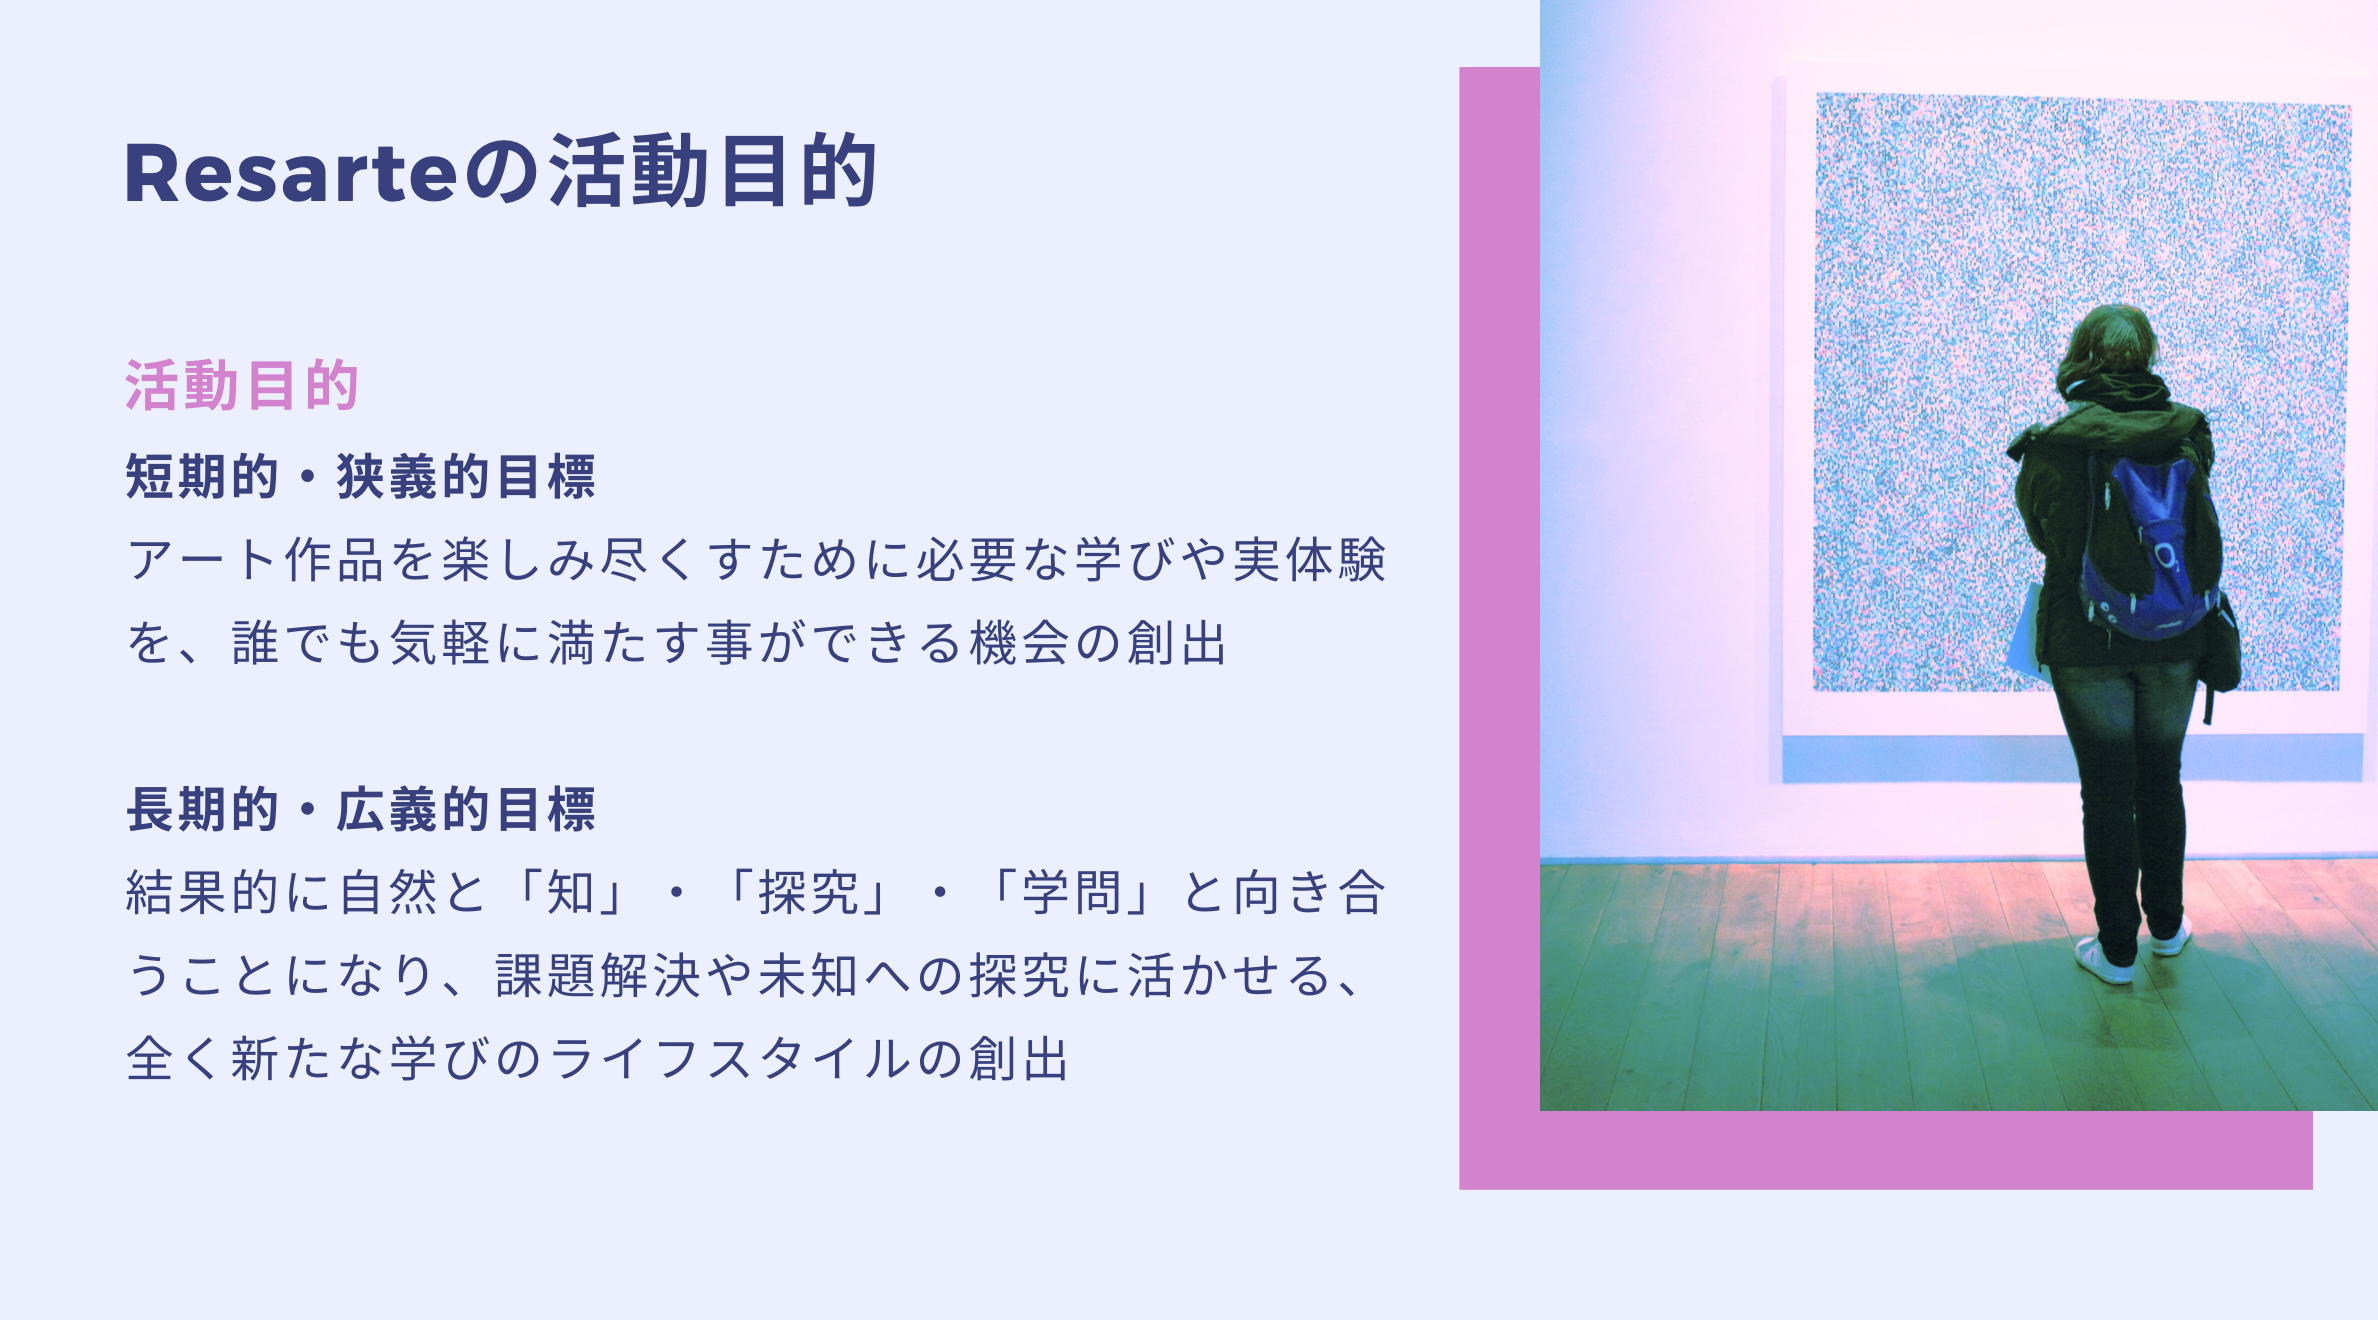 Resarteの活動目的
活動目的
短期的・狭義的目標
アート作品を楽しみ尽くすために必要な学びや実体験
を、誰でも気軽に満たす事ができる機会の創出
長期的・広義的目標
結果的に自然と「知」・「探究」・「学問」と向き合
うことになり、課題解決や未知への探究に活かせる、
全く新たな学びのライフスタイルの創出